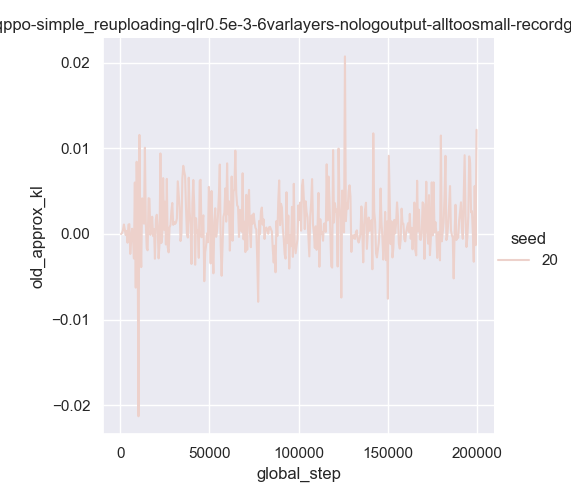 qppo-simple_reuploading-qlr0.5e-3-6varlayers-nologoutput-alltoosmall-recordg
0.02
0.01
0.00
−0.01
−0.02
old_approx_kl
0
50000
100000
150000
200000
global_step
seed
20